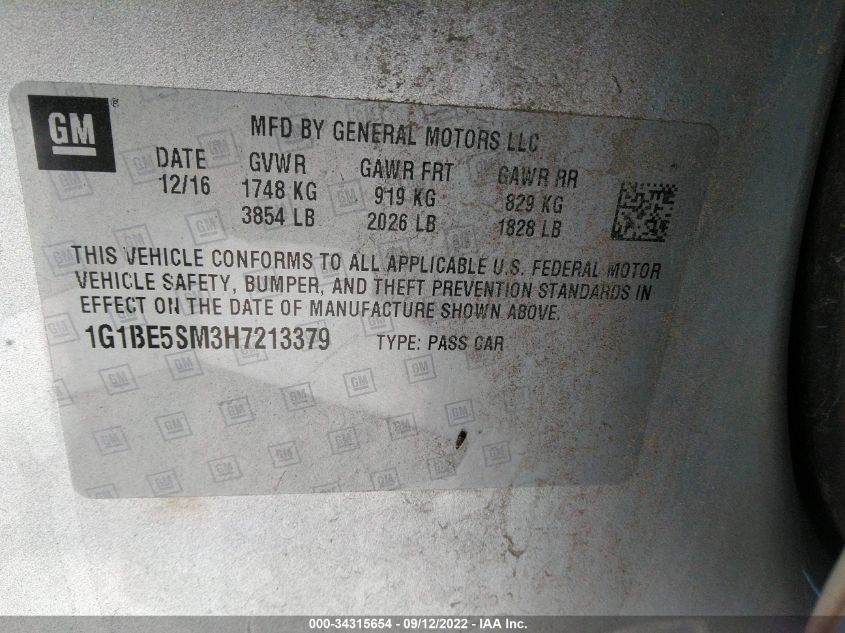 GM ®
MFD BY GENERAL MOTORS LLC
DATE GVWR GAWR FRT GAWR RR
12/16 1748 KG 919 KG 829 KG
3854 LB 2026 LB 1828 LB
THIS VEHICLE CONFORMS TO ALL APPLICABLE U.S. FEDERAL MOTOR
VEHICLE SAFETY, BUMPER, AND THEFT PREVENTION STANDARDS IN
EFFECT ON THE DATE OF MANUFACTURE SHOWN ABOVE.
1G1BE5SM3H7213379 TYPE: PASS CAR
000-34315654 - 09/12/2022 - IAA Inc.